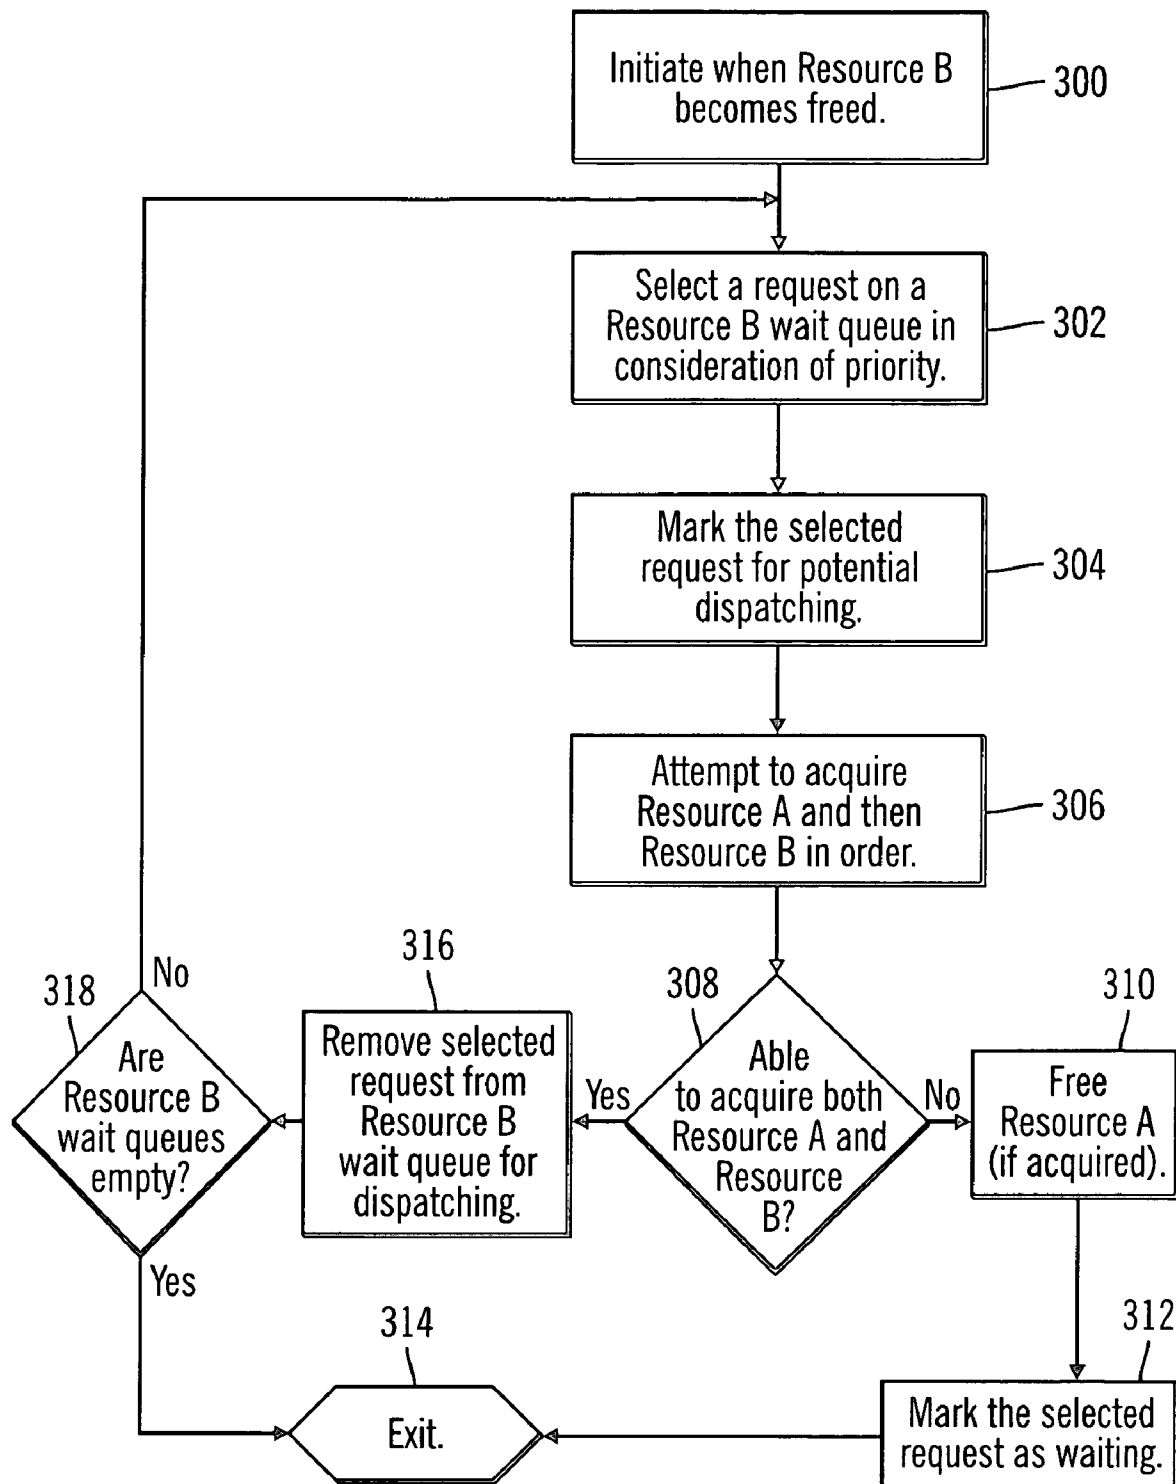 Initiate when Resource B
becomes freed.
300
Select a request on a
Resource B wait queue in
consideration of priority.
302
Mark the selected
request for potential
dispatching.
304
Attempt to acquire
Resource A and then
Resource B in order.
306
308
Able
to acquire both
Resource A and
Resource
B?
Yes
No
310
Free
Resource A
(if acquired).
312
Mark the selected
request as waiting.
316
Remove selected
request from
Resource B
wait queue for
dispatching.
318
No
Are
Resource B
wait queues
empty?
Yes
314
Exit.